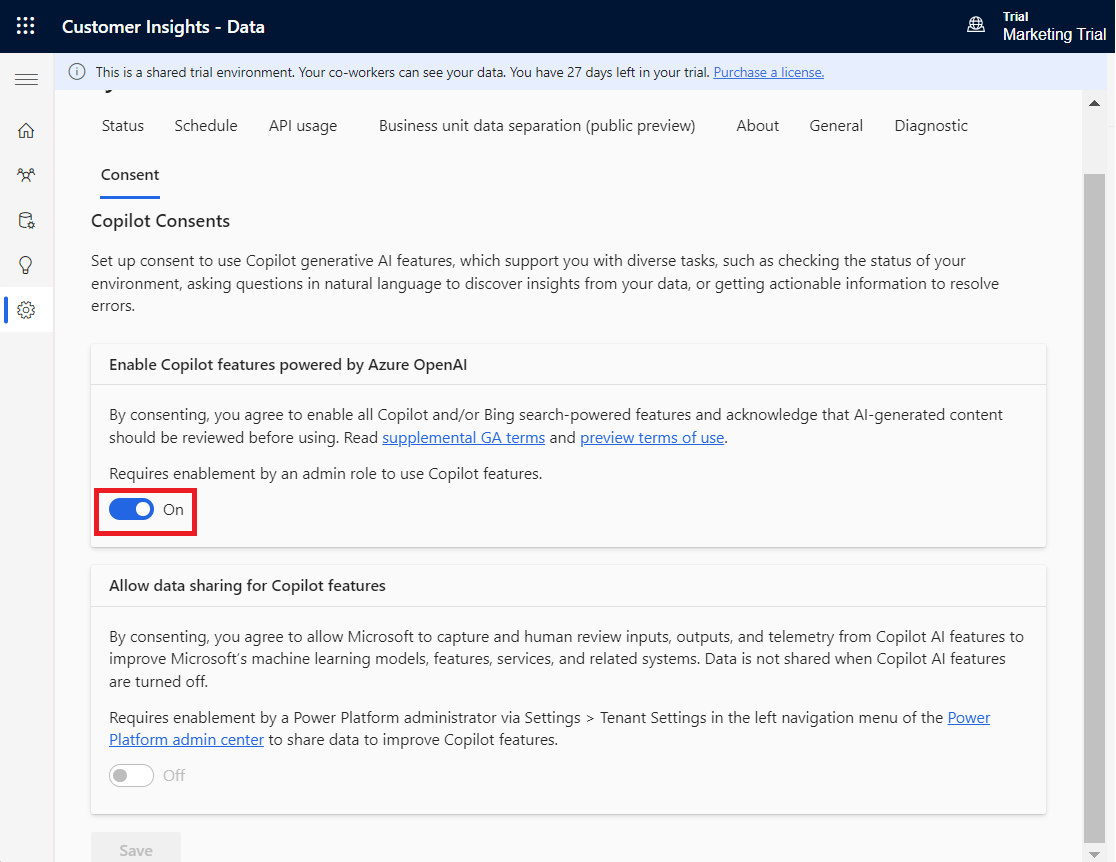 Customer Insights - Data
Trial
Marketing Trial
This is a shared trial environment. Your co-workers can see your data. You have 27 days left in your trial. Purchase a license.
Status
Schedule
API usage
Business unit data separation (public preview)
About
General
Diagnostic
Consent
Copilot Consents
Set up consent to use Copilot generative AI features, which support you with diverse tasks, such as checking the status of your
environment, asking questions in natural language to discover insights from your data, or getting actionable information to resolve
errors.
Enable Copilot features powered by Azure OpenAI
By consenting, you agree to enable all Copilot and/or Bing search-powered features and acknowledge that AI-generated content
should be reviewed before using. Read supplemental GA terms and preview terms of use.
Requires enablement by an admin role to use Copilot features.
On
Allow data sharing for Copilot features
By consenting, you agree to allow Microsoft to capture and human review inputs, outputs, and telemetry from Copilot AI features to
improve Microsoft's machine learning models, features, services, and related systems. Data is not shared when Copilot AI features
are turned off.
Requires enablement by a Power Platform administrator via Settings > Tenant Settings in the left navigation menu of the Power
Platform admin center to share data to improve Copilot features.
Off
Save